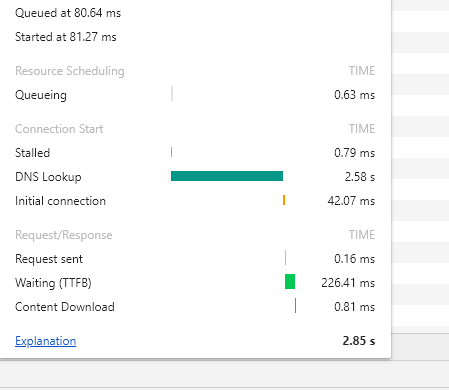 Queued at 80.64 ms
Started at 81.27 ms
Resource Scheduling TIME
Queueing 0.63 ms
Connection Start TIME
Stalled 0.79 ms
DNS Lookup 2.58 s
Initial connection 42.07 ms
Request/Response TIME
Request sent 0.16 ms
Waiting (TTFB) 226.41 ms
Content Download 0.81 ms
Explanation 2.85 s